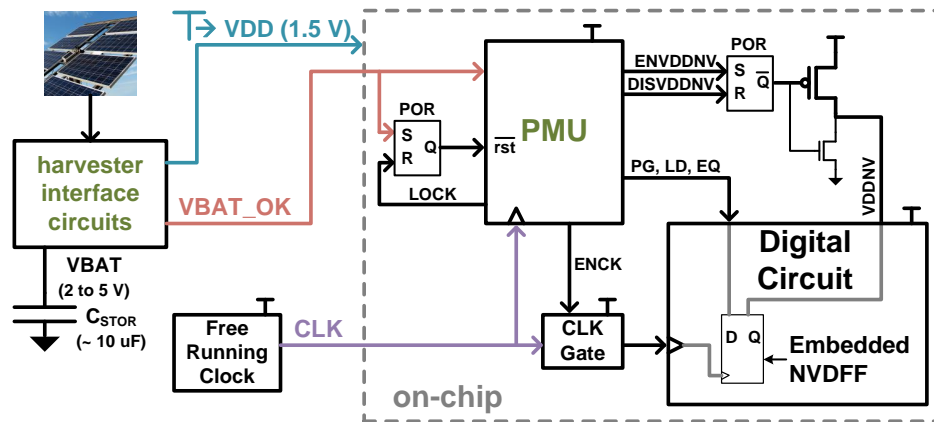 VDD (1.5 V)
harvester
interface
circuits
VBAT_OK
VBAT
(2 to 5 V)
CSTOR
(~ 10 uF)
Free
Running
Clock
CLK
POR
S
R
Q
LOCK
rst
PMU
ENVDDNV
DISVDDNV
POR
S
R
Q̅
PG, LD, EQ
VDDNV
ENCK
CLK
Gate
Digital
Circuit
D Q
Embedded
NVDFF
on-chip